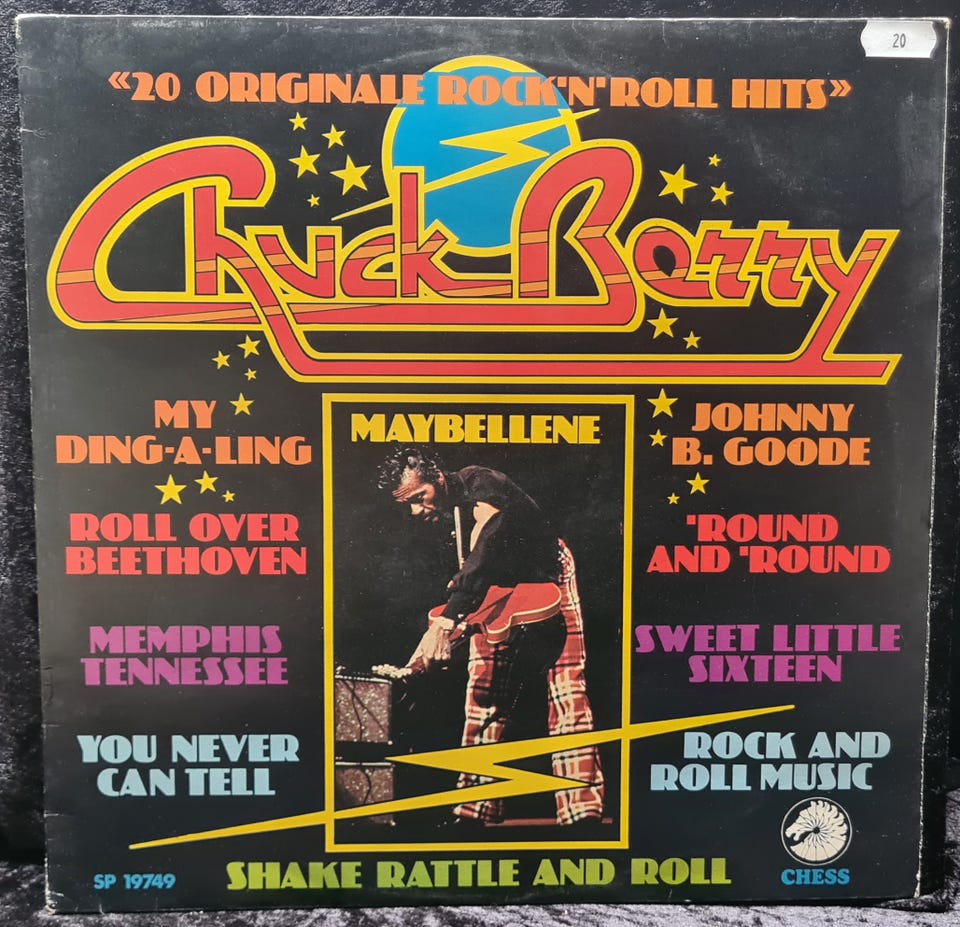 20
«20 ORIGINALE ROCK'N'ROLL HITS»
Chuck Berry
MY
DING-A-LING
ROLL OVER
BEETHOVEN
MEMPHIS
TENNESSEE
YOU NEVER
CAN TELL
MAYBELLENE
JOHNNY
B. GOODE
'ROUND
AND 'ROUND
SWEET LITTLE
SIXTEEN
ROCK AND
ROLL MUSIC
SP 19749
SHAKE RATTLE AND ROLL
CHESS